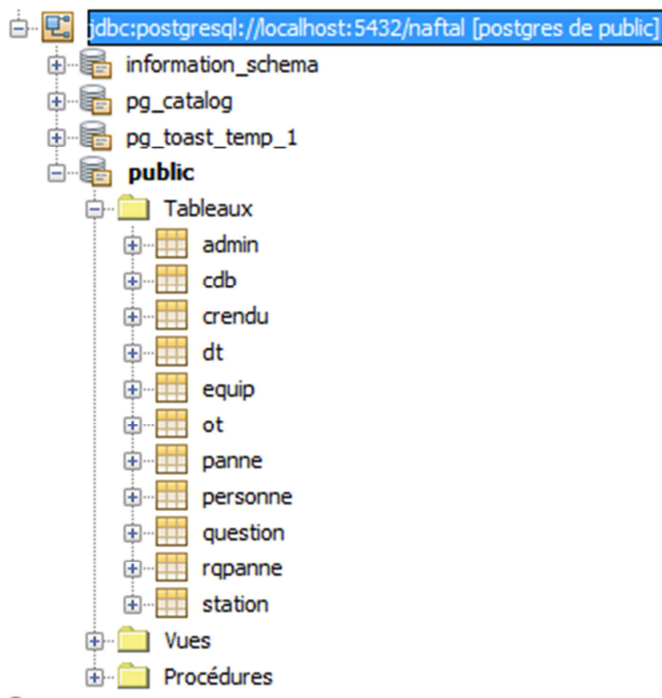 jdbc:postgresql://localhost:5432/naftal [postgres de public]
information_schema
pg_catalog
pg_toast_temp_1
public
Tableaux
admin
cdb
crendu
dt
equip
ot
panne
personne
question
rqpanne
station
Vues
Procédures